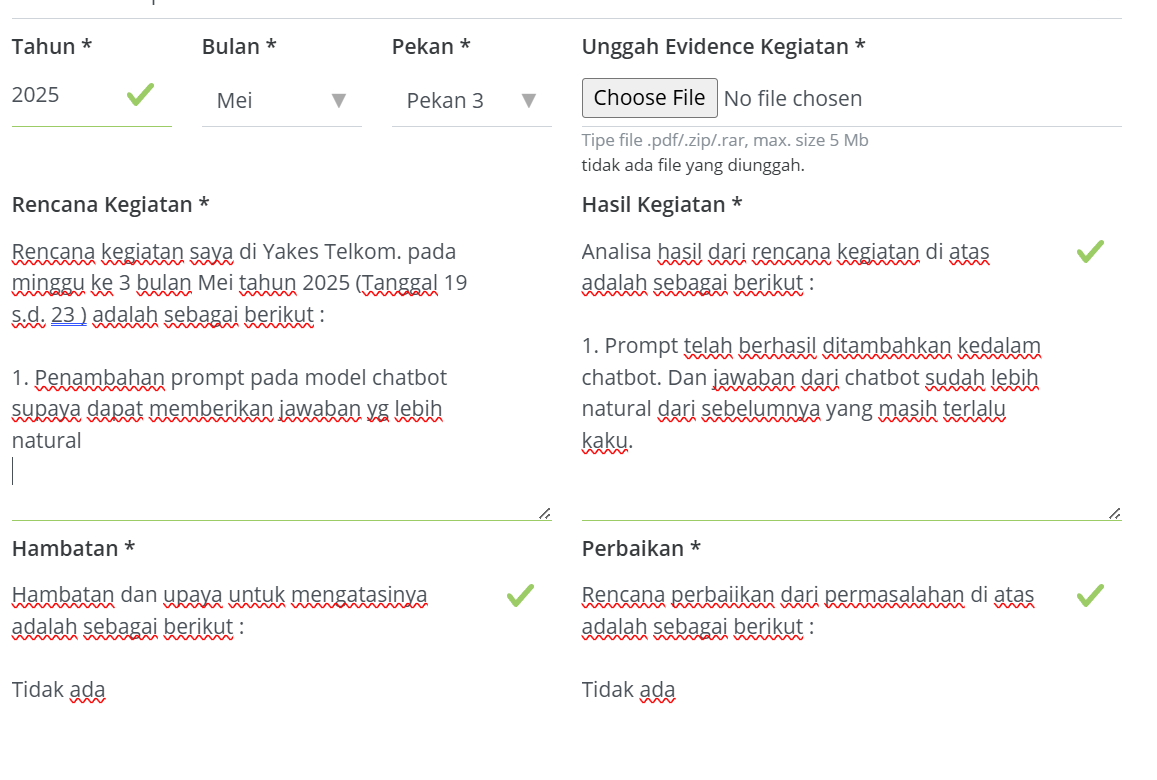 Tahun *
Bulan *
Pekan *
Unggah Evidence Kegiatan *
2025
Mei
Pekan 3
Choose File No file chosen
Tipe file .pdf/.zip/.rar, max. size 5 Mb
tidak ada file yang diunggah.
Rencana Kegiatan *
Rencana kegiatan saya di Yakes Telkom. pada
minggu ke 3 bulan Mei tahun 2025 (Tanggal 19
s.d. 23 ) adalah sebagai berikut :
1. Penambahan prompt pada model chatbot
supaya dapat memberikan jawaban yg lebih
natural
Hasil Kegiatan *
Analisa hasil dari rencana kegiatan di atas
adalah sebagai berikut :
1. Prompt telah berhasil ditambahkan kedalam
chatbot. Dan jawaban dari chatbot sudah lebih
natural dari sebelumnya yang masih terlalu
kaku.
Hambatan *
Hambatan dan upaya untuk mengatasinya
adalah sebagai berikut :
Tidak ada
Perbaikan *
Rencana perbaiikan dari permasalahan di atas
adalah sebagai berikut :
Tidak ada